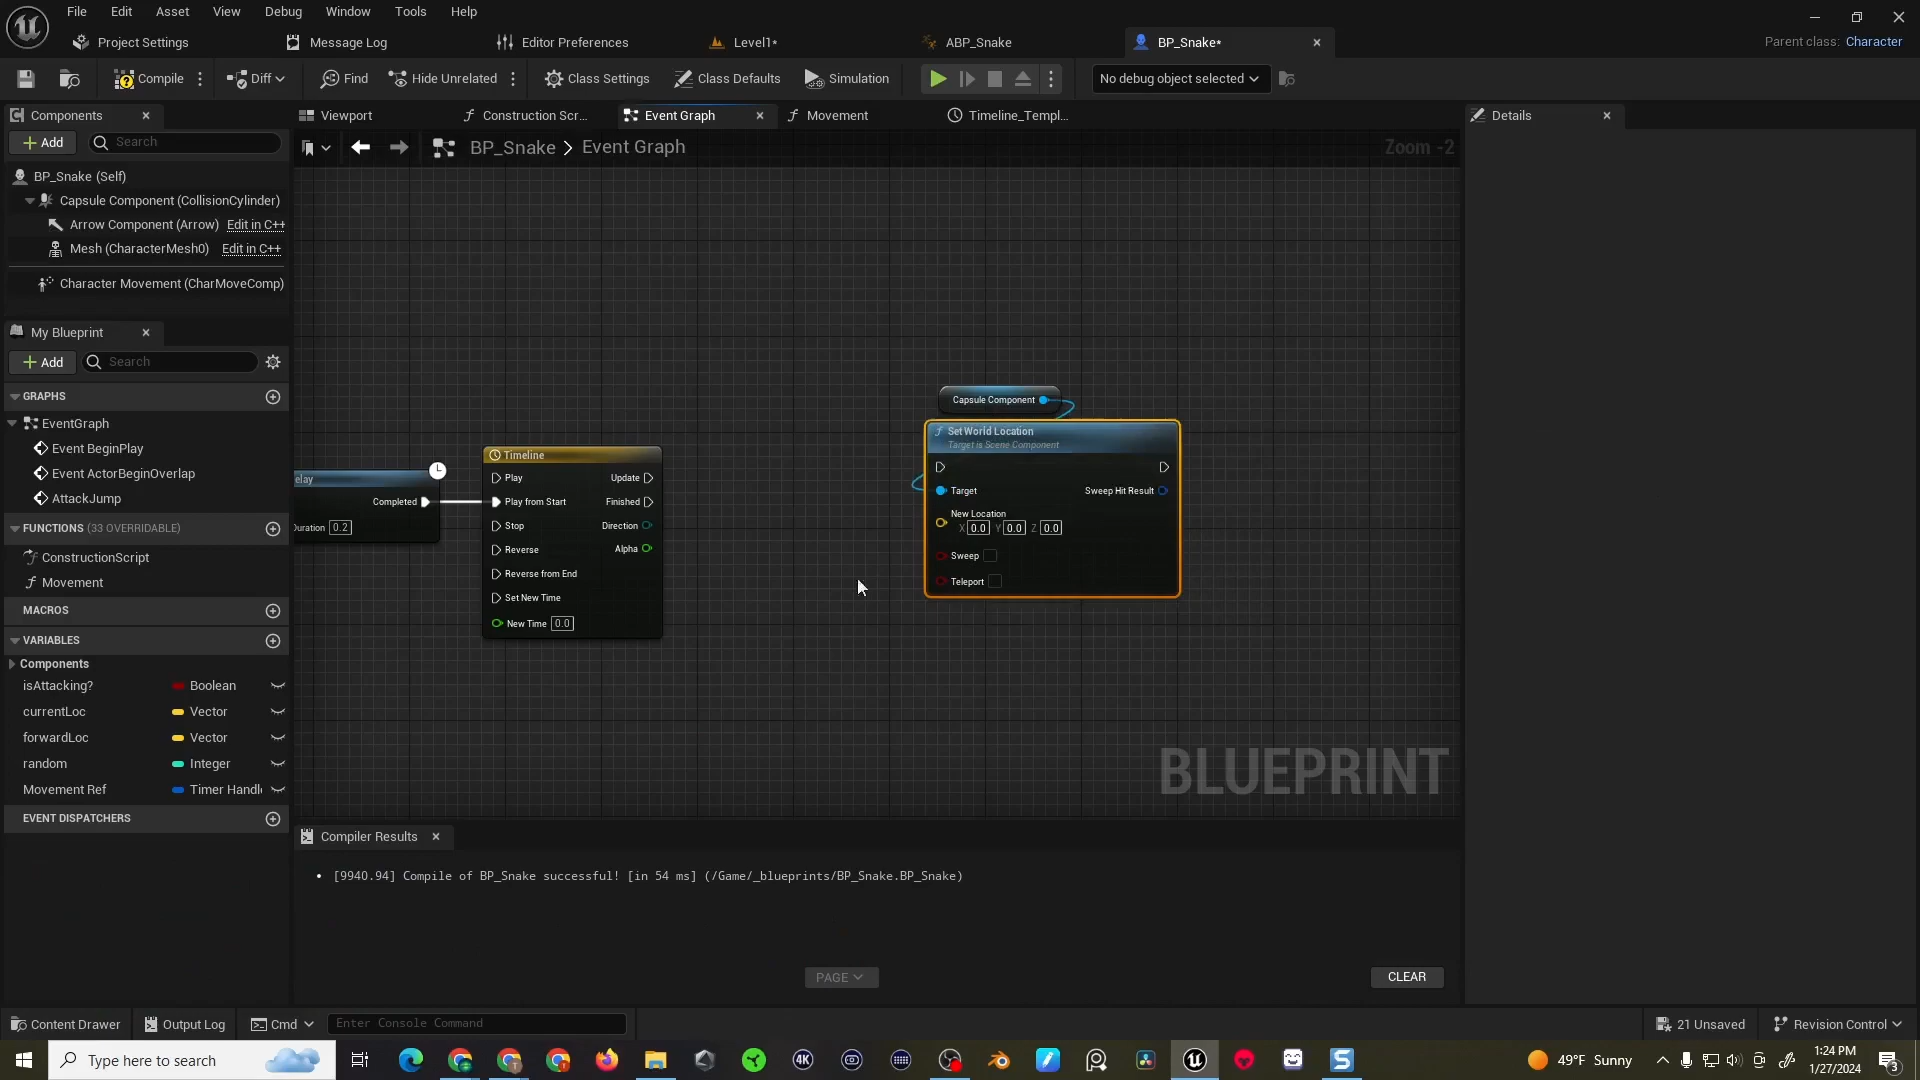 File Edit Asset View Debug Window Tools Help
Project Settings Message Log Editor Preferences Level1* ABP_Snake BP_Snake* Parent class: Character
Compile Diff Find Hide Unrelated Class Settings Class Defaults Simulation No debug object selected
Components
Viewport Construction Scr... Event Graph Movement Timeline_Templ... Details
Add Search
BP_Snake > Event Graph Zoom -2
BP_Snake (Self)
Capsule Component (CollisionCylinder)
Arrow Component (Arrow) Edit in C++
Mesh (CharacterMesh0) Edit in C++
Character Movement (CharMoveComp)
My Blueprint
Add Search
GRAPHS
EventGraph
Event BeginPlay
Event ActorBeginOverlap
AttackJump
FUNCTIONS (33 OVERRIDABLE)
ConstructionScript
Movement
MACROS
VARIABLES
Components
isAttacking? Boolean
currentLoc Vector
forwardLoc Vector
random Integer
Movement Ref Timer Handl
EVENT DISPATCHERS
elay
Completed
Duration 0.2
Timeline
Play Update
Play from Start Finished
Stop Direction
Reverse Alpha
Reverse from End
Set New Time
New Time 0.0
Capsule Component
Set World Location
Target is Scene Component
Target Sweep Hit Result
New Location
X 0.0 Y 0.0 Z 0.0
Sweep
Teleport
BLUEPRINT
Compiler Results
[9940.94] Compile of BP_Snake successful! [in 54 ms] (/Game/_blueprints/BP_Snake.BP_Snake)
PAGE CLEAR
Content Drawer Output Log Cmd Enter Console Command 21 Unsaved Revision Control
Type here to search 4K 49°F Sunny 1:24 PM
1/27/2024 3